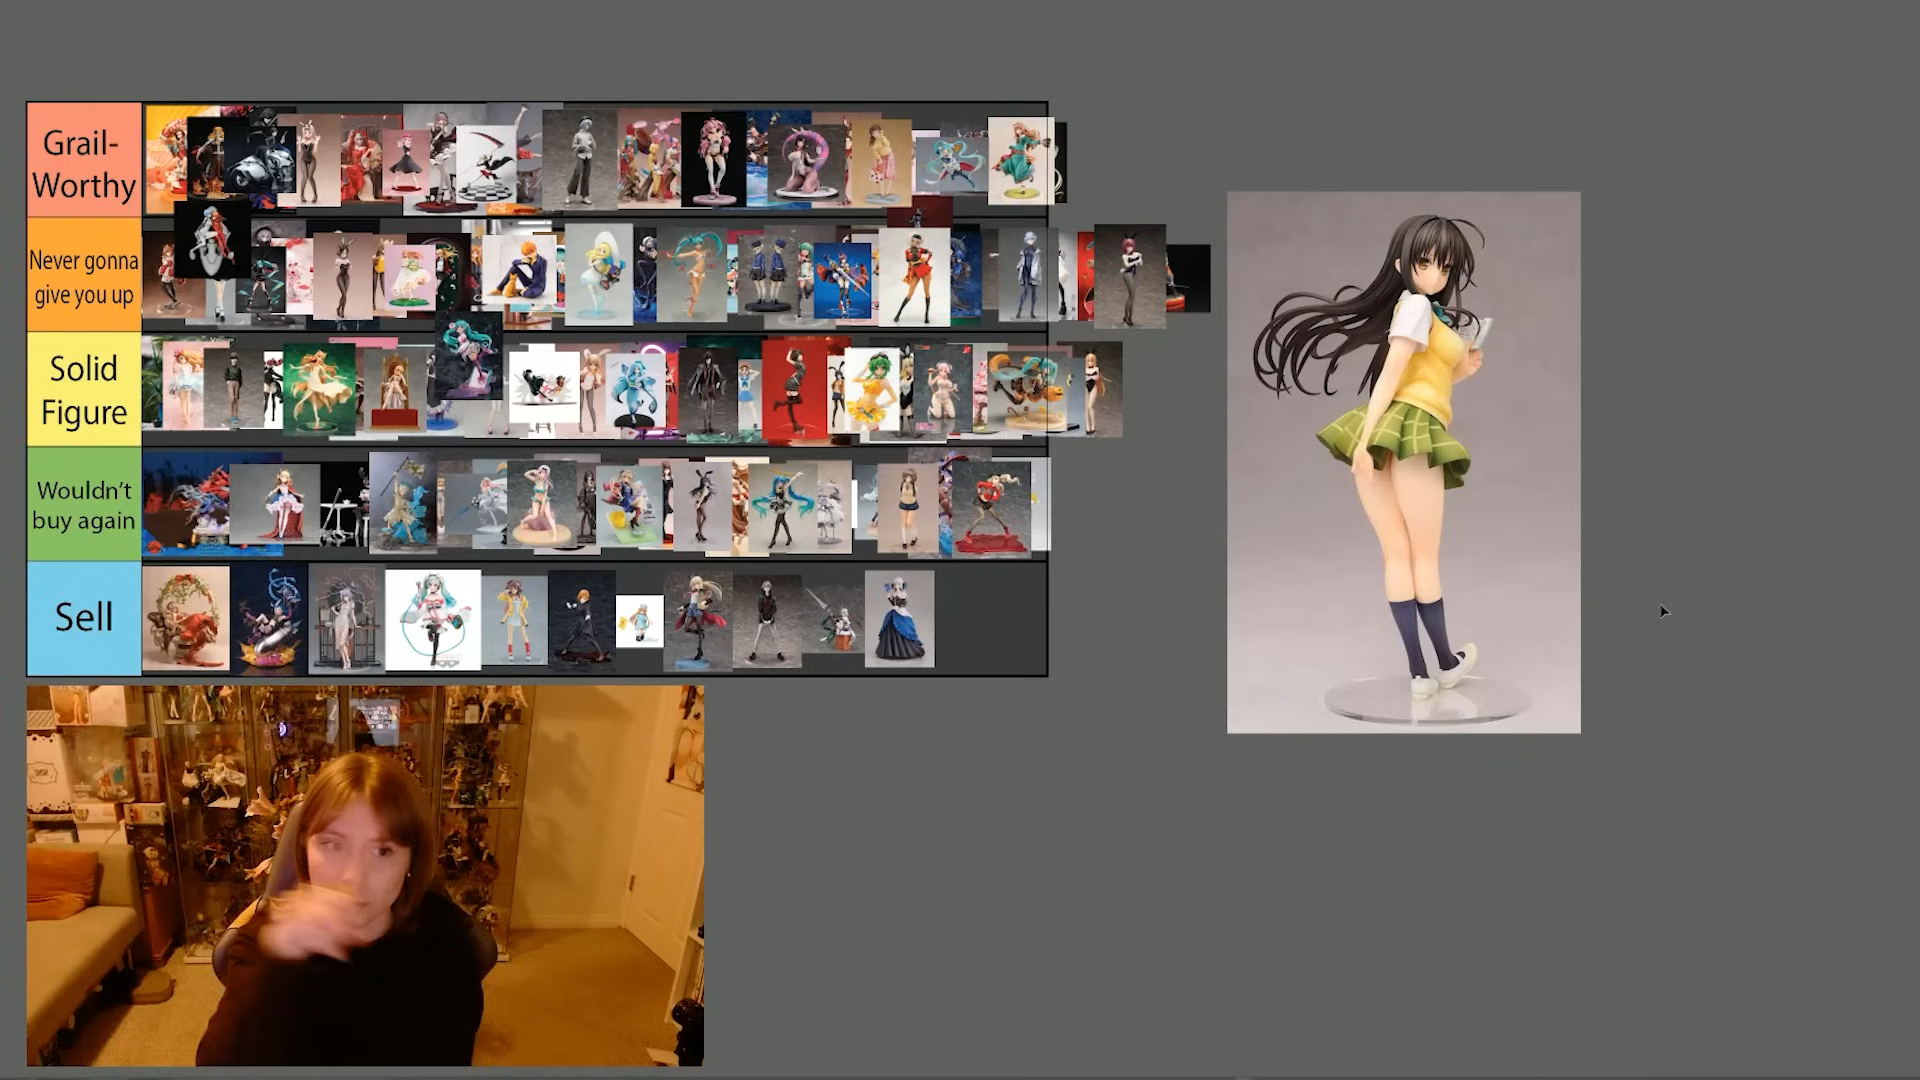 Grail-
Worthy
Never gonna
give you up
Solid
Figure
Wouldn't
buy again
Sell